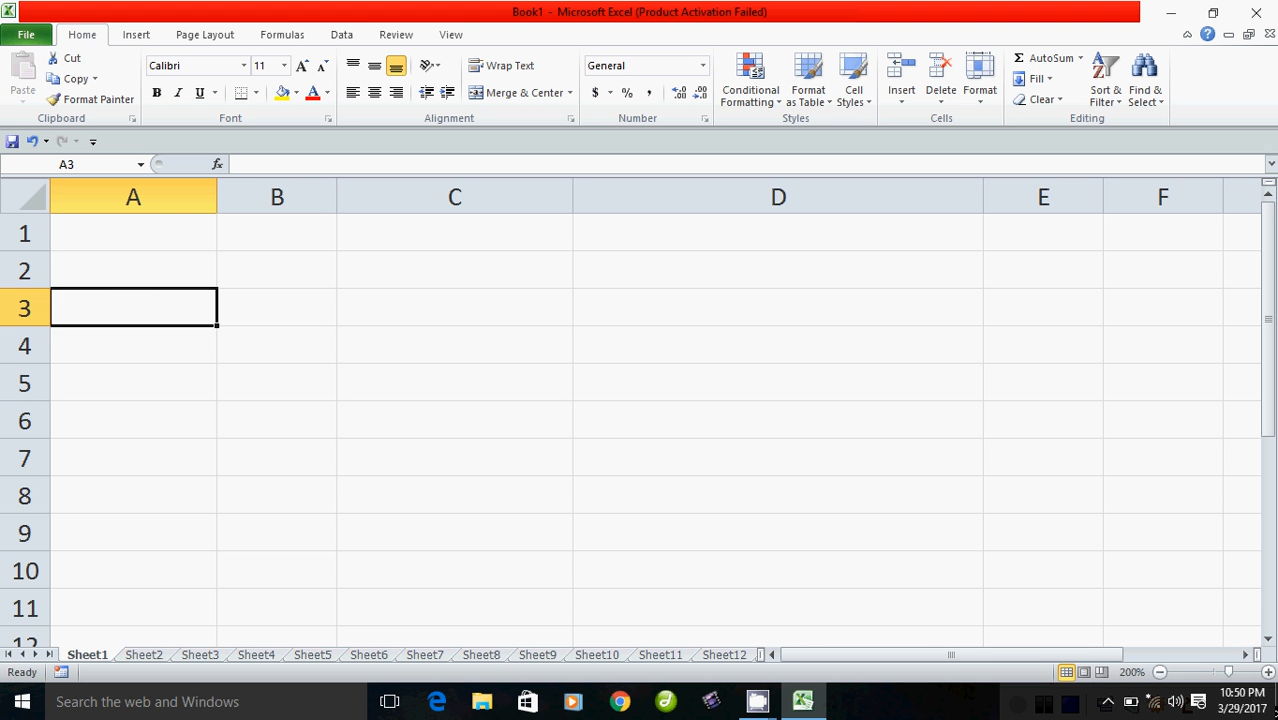 Book1 - Microsoft Excel (Product Activation Failed)
File Home Insert Page Layout Formulas Data Review View
Paste
Cut
Copy
Format Painter
Clipboard
Calibri 11
B I U
Font
Wrap Text
Merge & Center
Alignment
General
$ % ,
Number
Conditional Formatting
Format as Table
Cell Styles
Styles
Insert Delete Format
Cells
Σ AutoSum
Fill
Clear
Sort & Filter
Find & Select
Editing
A3 fx
A B C D E F
1
2
3
4
5
6
7
8
9
10
11
12
Sheet1 Sheet2 Sheet3 Sheet4 Sheet5 Sheet6 Sheet7 Sheet8 Sheet9 Sheet10 Sheet11 Sheet12
Ready 200%
Search the web and Windows
10:50 PM
3/29/2017